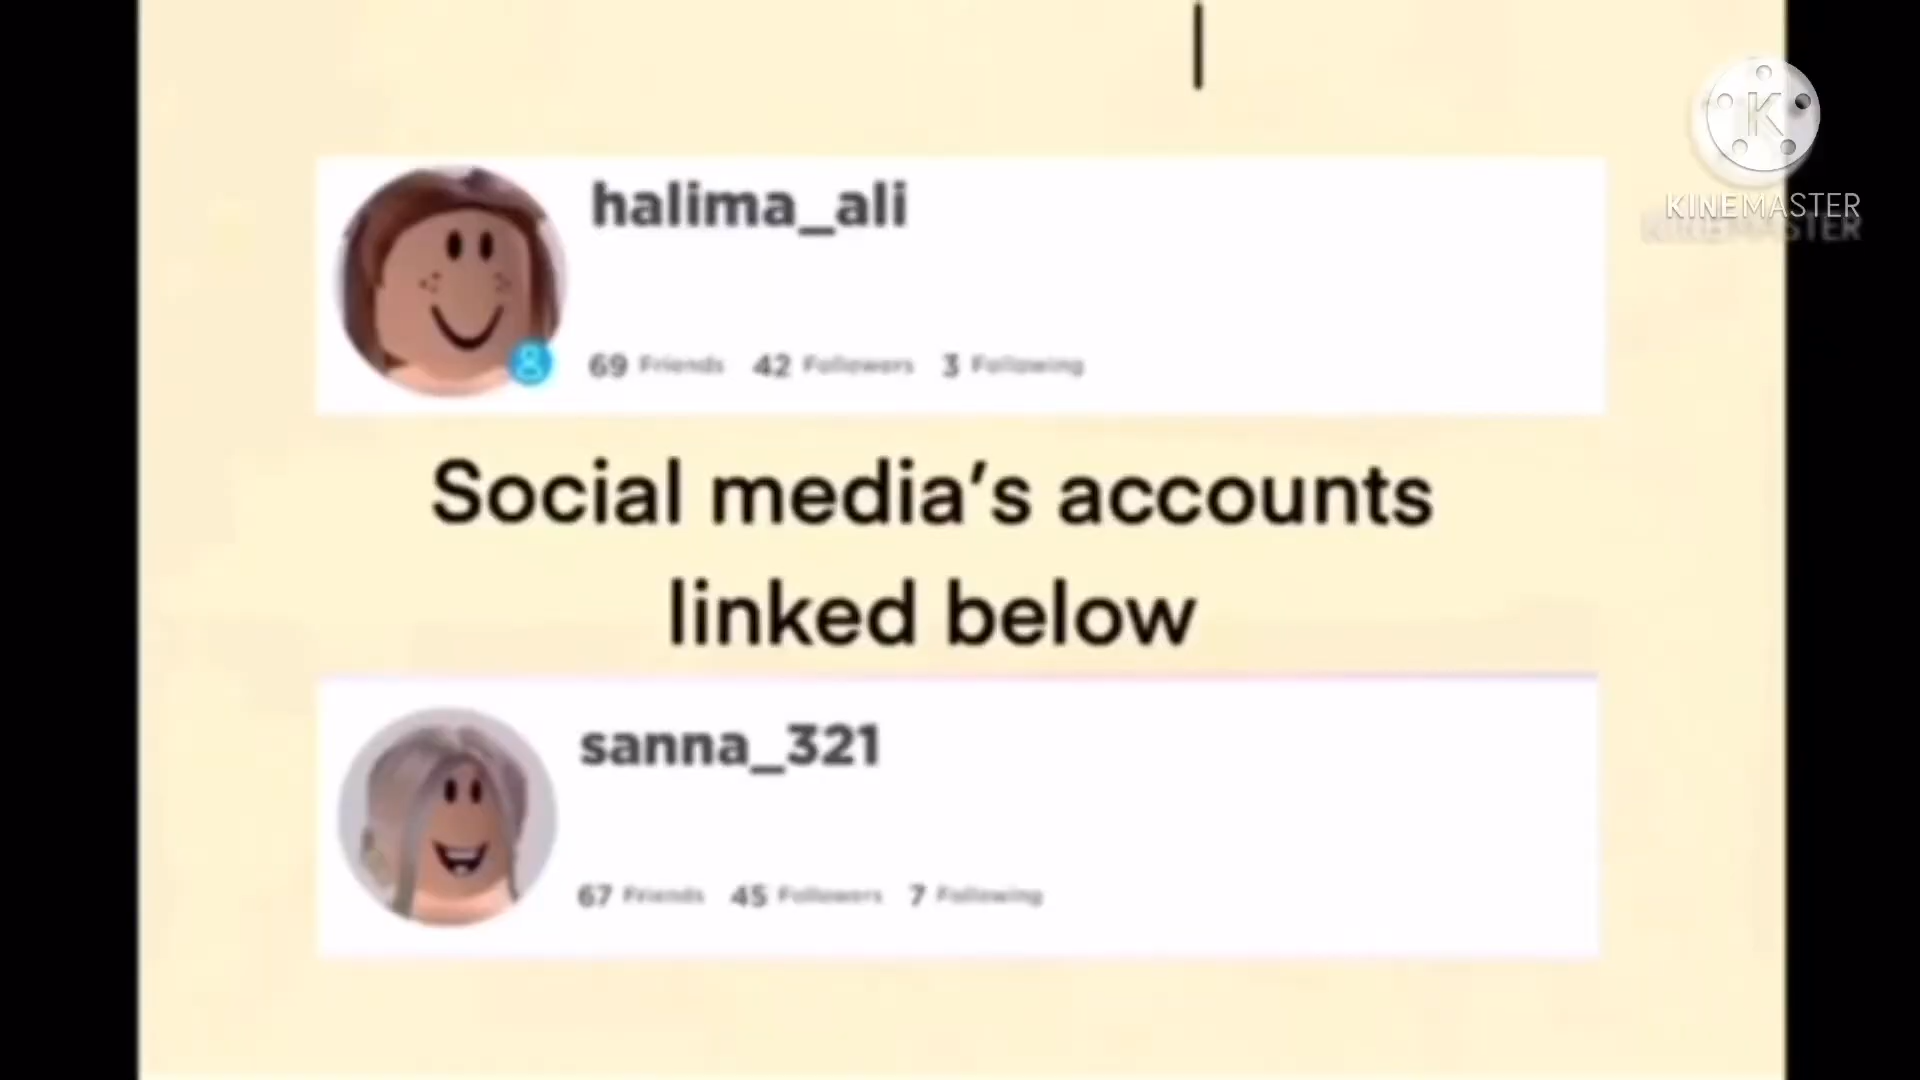 halima_ali
69 Friends 42 Followers 3 Following
Social media's accounts
linked below
sanna_321
67 Friends 45 Followers 7 Following
K
KINEMASTER